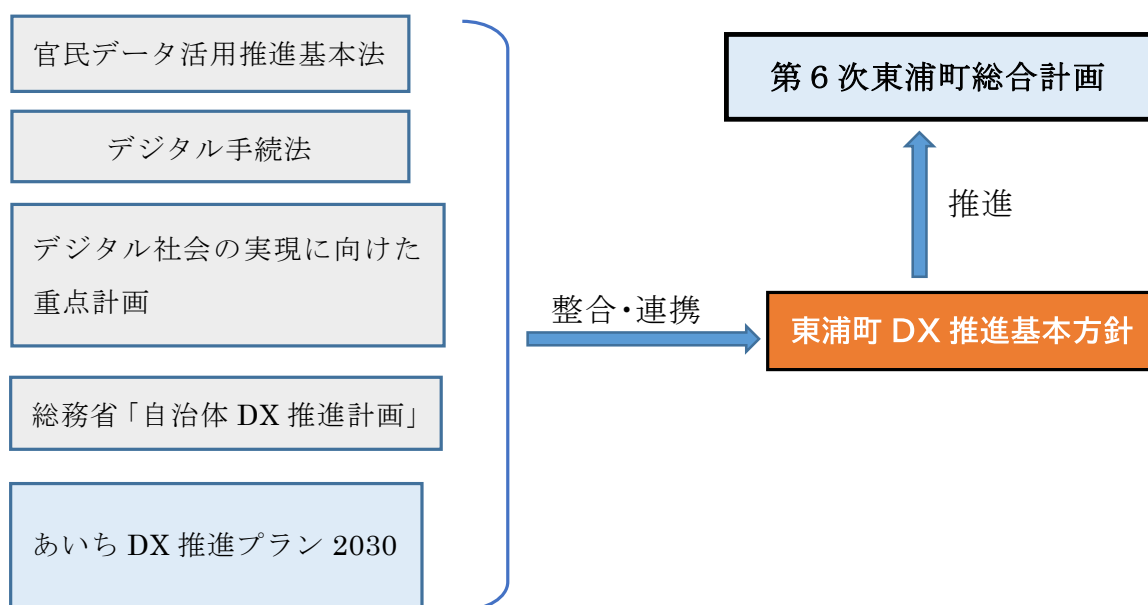 官民データ活用推進基本法
デジタル手続法
デジタル社会の実現に向けた
重点計画
総務省「自治体 DX 推進計画」
あいち DX 推進プラン 2030
整合・連携
第 6 次東浦町総合計画
推進
東浦町 DX 推進基本方針